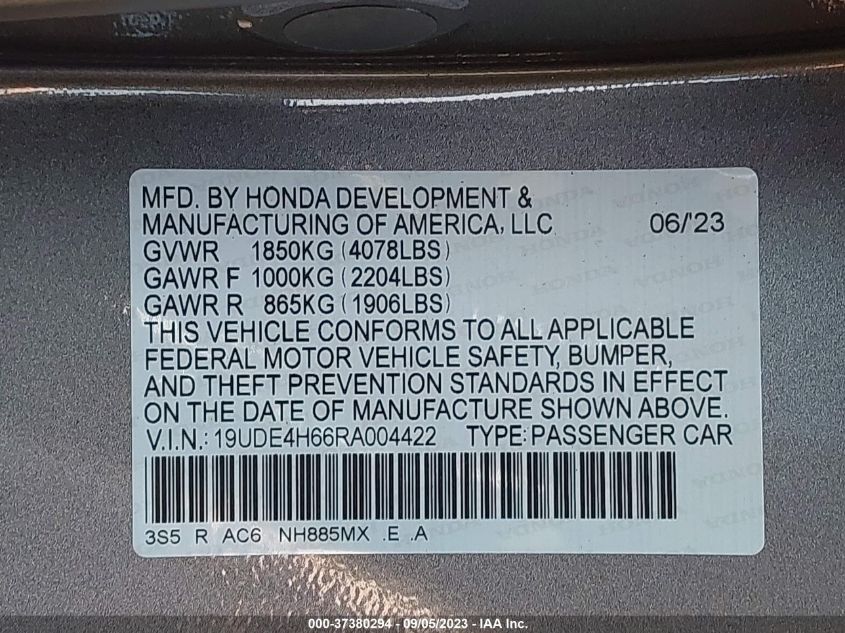 MFD. BY HONDA DEVELOPMENT &
MANUFACTURING OF AMERICA, LLC 06/'23
GVWR 1850KG (4078LBS)
GAWR F 1000KG (2204LBS)
GAWR R 865KG (1906LBS)
THIS VEHICLE CONFORMS TO ALL APPLICABLE
FEDERAL MOTOR VEHICLE SAFETY, BUMPER,
AND THEFT PREVENTION STANDARDS IN EFFECT
ON THE DATE OF MANUFACTURE SHOWN ABOVE.
V.I.N.: 19UDE4H66RA004422 TYPE: PASSENGER CAR
3S5 R AC6 NH885MX .E .A
000-37380294 - 09/05/2023 - IAA Inc.